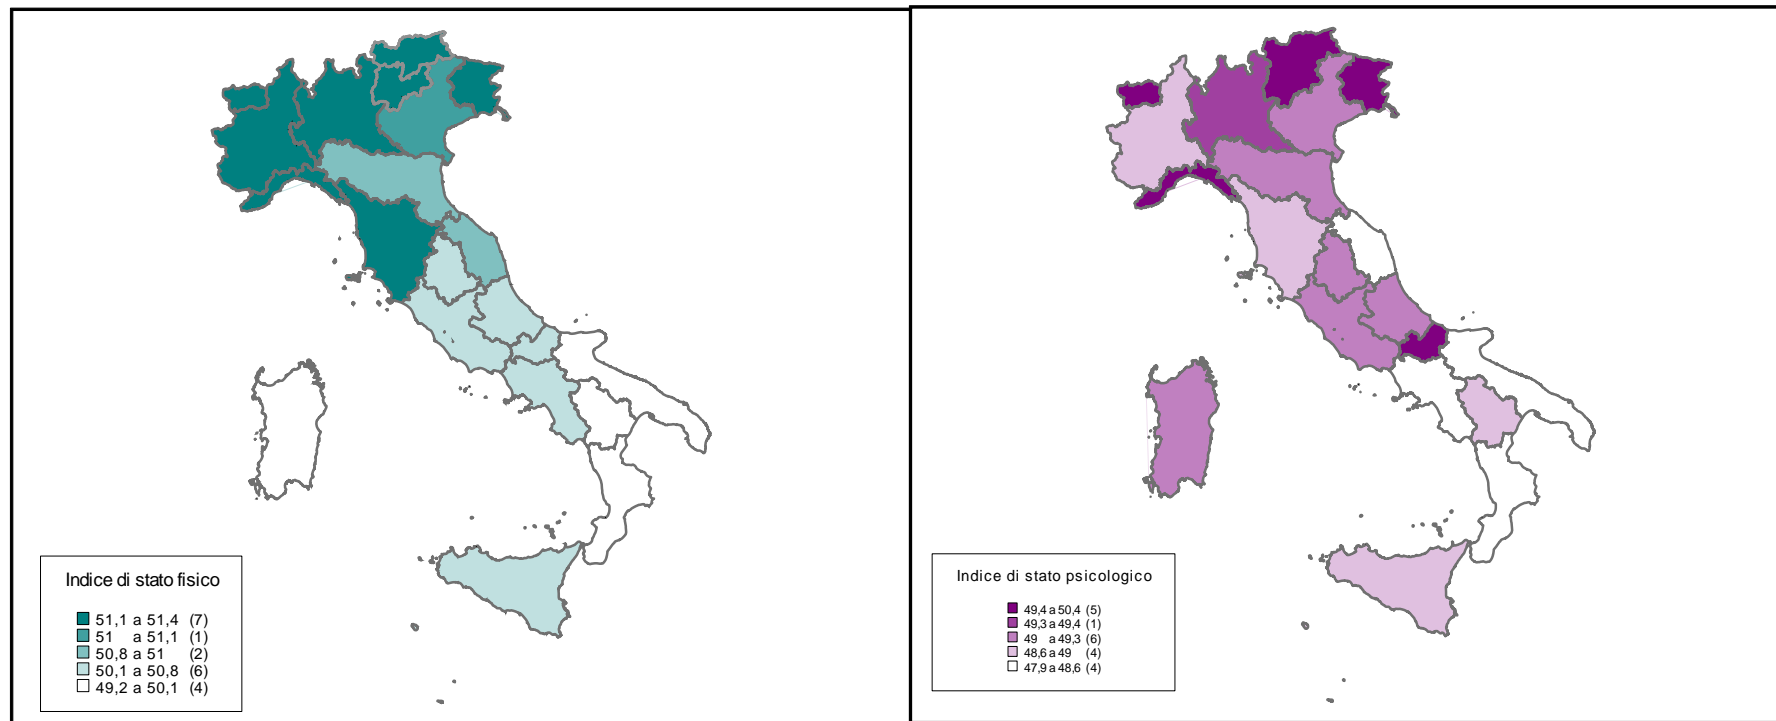 Indice di stato fisico
51,1 a 51,4 (7)
51 a 51,1 (1)
50,8 a 51 (2)
50,1 a 50,8 (6)
49,2 a 50,1 (4)
Indice di stato psicologico
49,4 a 50,4 (5)
49,3 a 49,4 (1)
49 a 49,3 (6)
48,6 a 49 (4)
47,9 a 48,6 (4)